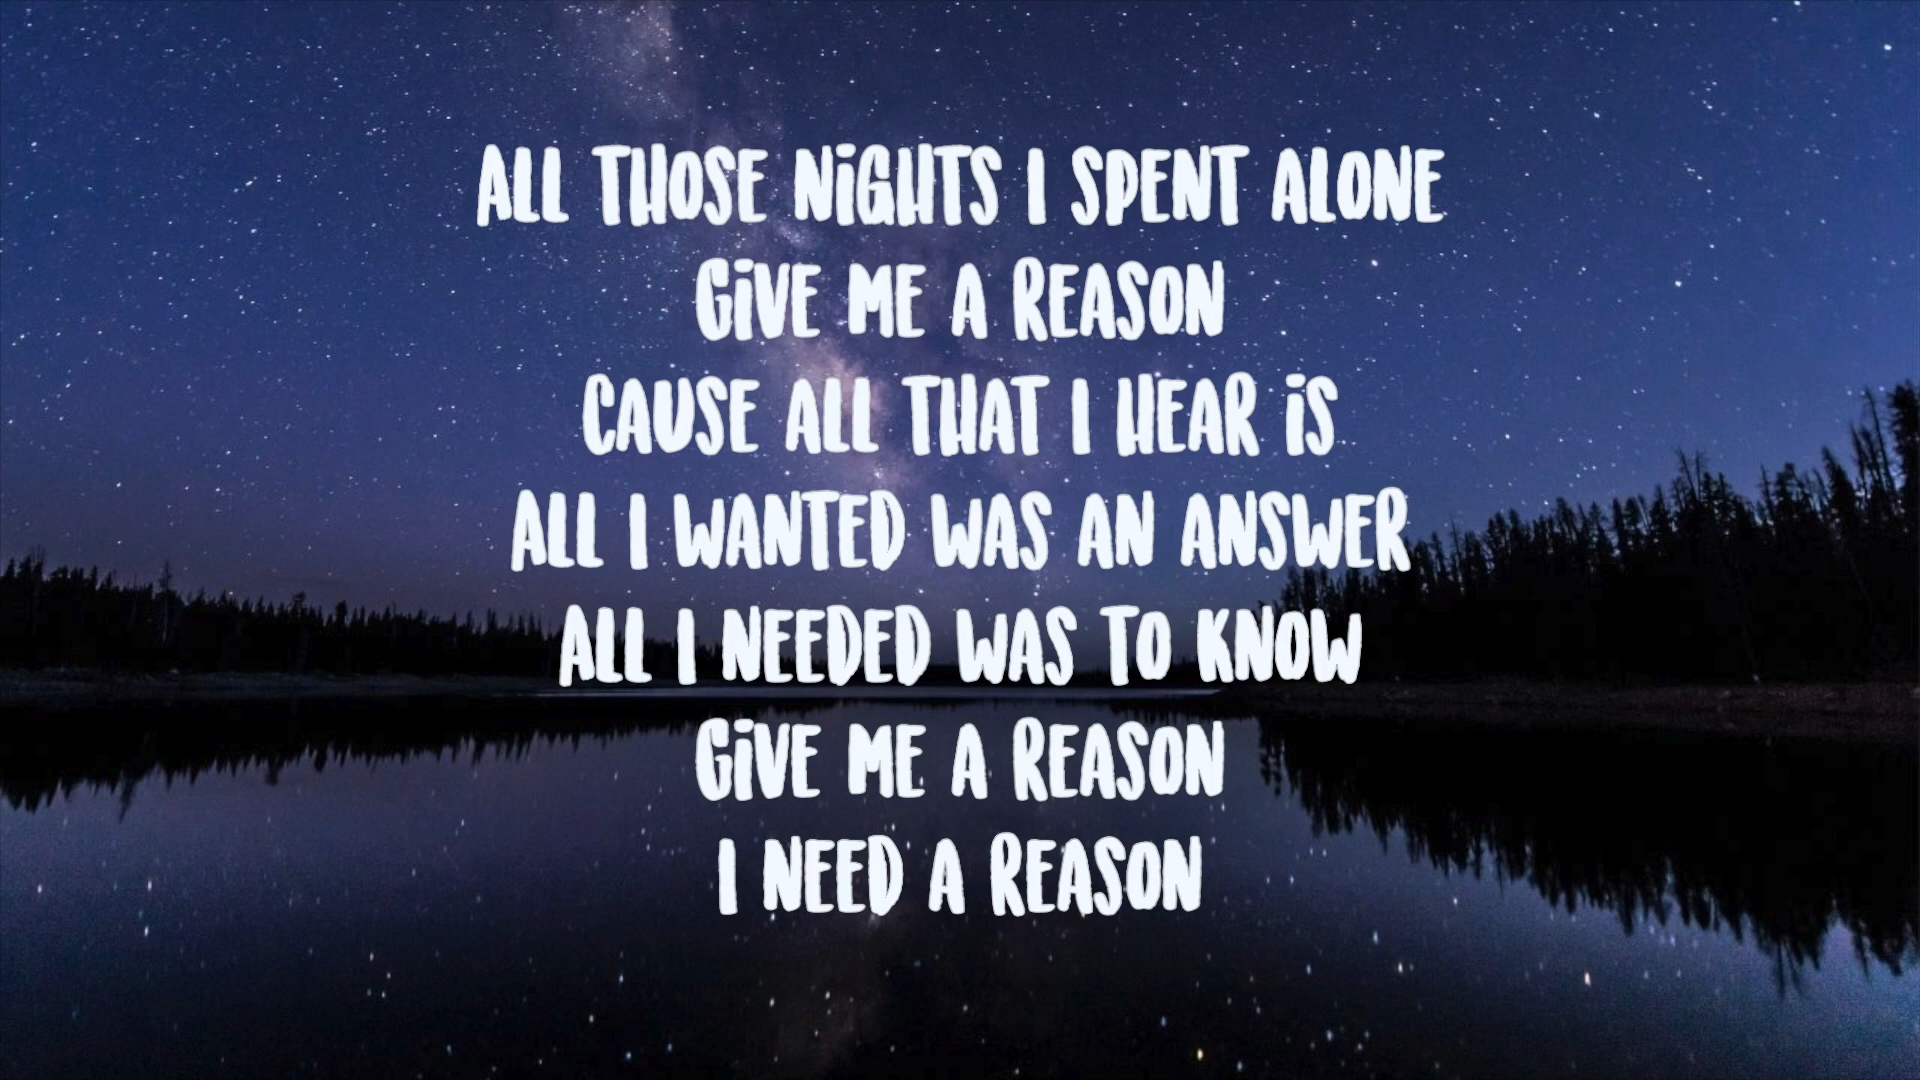 ALL THOSE NIGHTS I SPENT ALONE
GIVE ME A REASON
CAUSE ALL THAT I HEAR IS
ALL I WANTED WAS AN ANSWER
ALL I NEEDED WAS TO KNOW
GIVE ME A REASON
I NEED A REASON